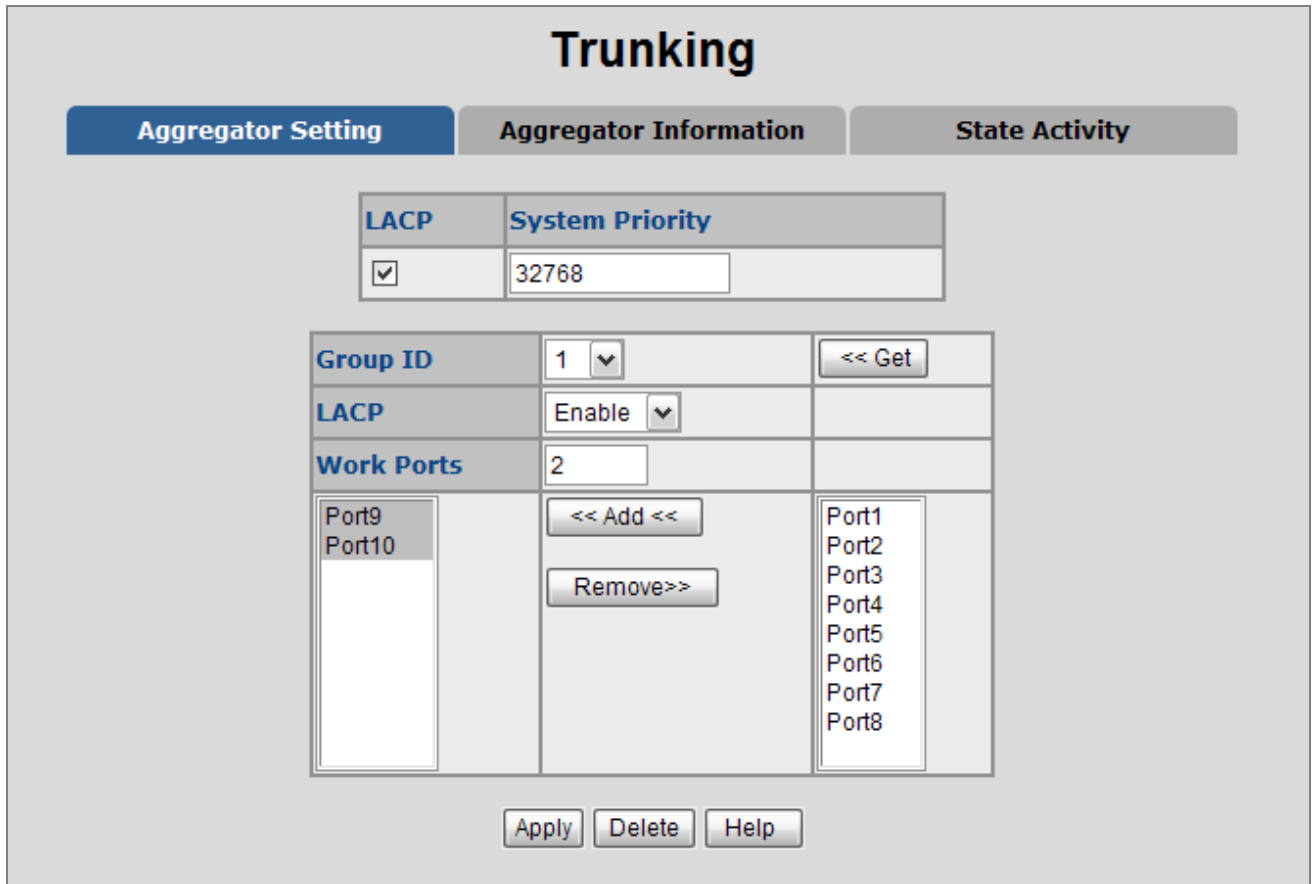 Trunking
Aggregator Setting Aggregator Information State Activity
LACP System Priority
32768
Group ID 1 << Get
LACP Enable
Work Ports 2
Port9
Port10
<< Add <<
Remove>>
Port1
Port2
Port3
Port4
Port5
Port6
Port7
Port8
Apply Delete Help